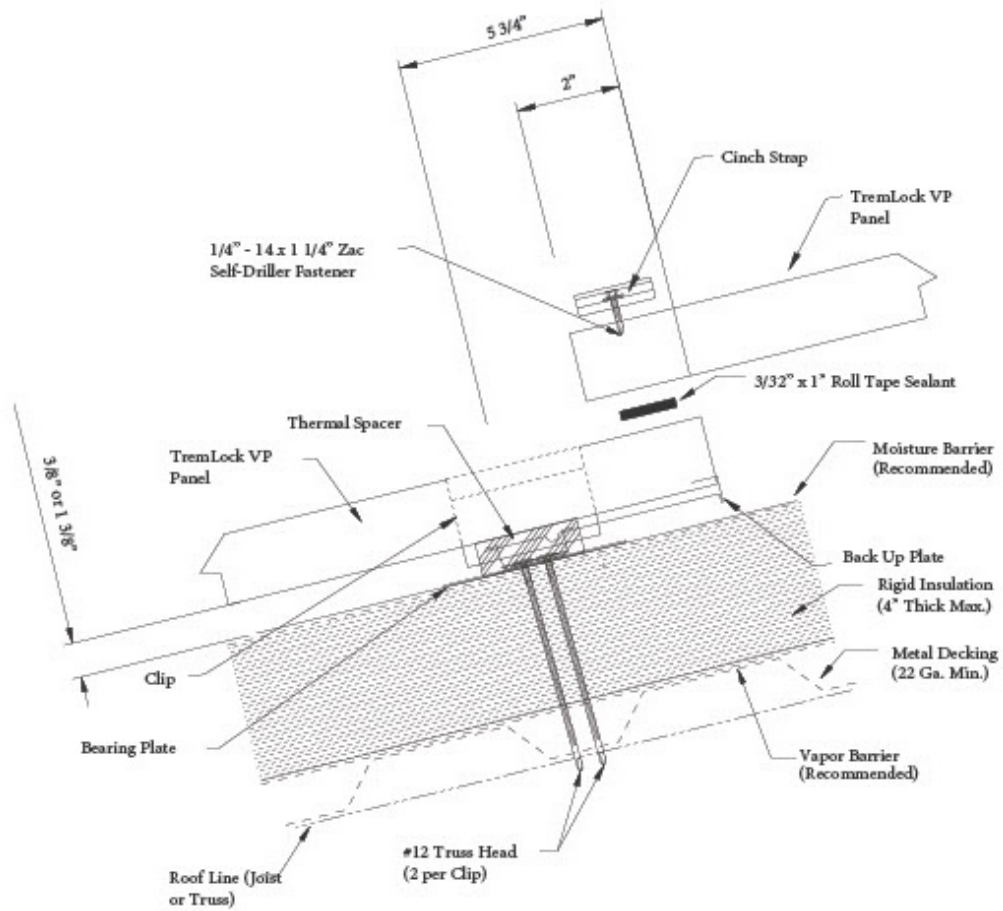 5 3/4”
2”
Cinch Strap
TremLock VP
Panel
1/4” - 14 x 1 1/4” Zac
Self-Driller Fastener
3/32” x 1” Roll Tape Sealant
Thermal Spacer
TremLock VP
Panel
Moisture Barrier
(Recommended)
3/8” or 1 3/8”
Back Up Plate
Rigid Insulation
(4” Thick Max.)
Metal Decking
(22 Ga. Min.)
Clip
Bearing Plate
Vapor Barrier
(Recommended)
#12 Truss Head
(2 per Clip)
Roof Line (Joist
or Truss)